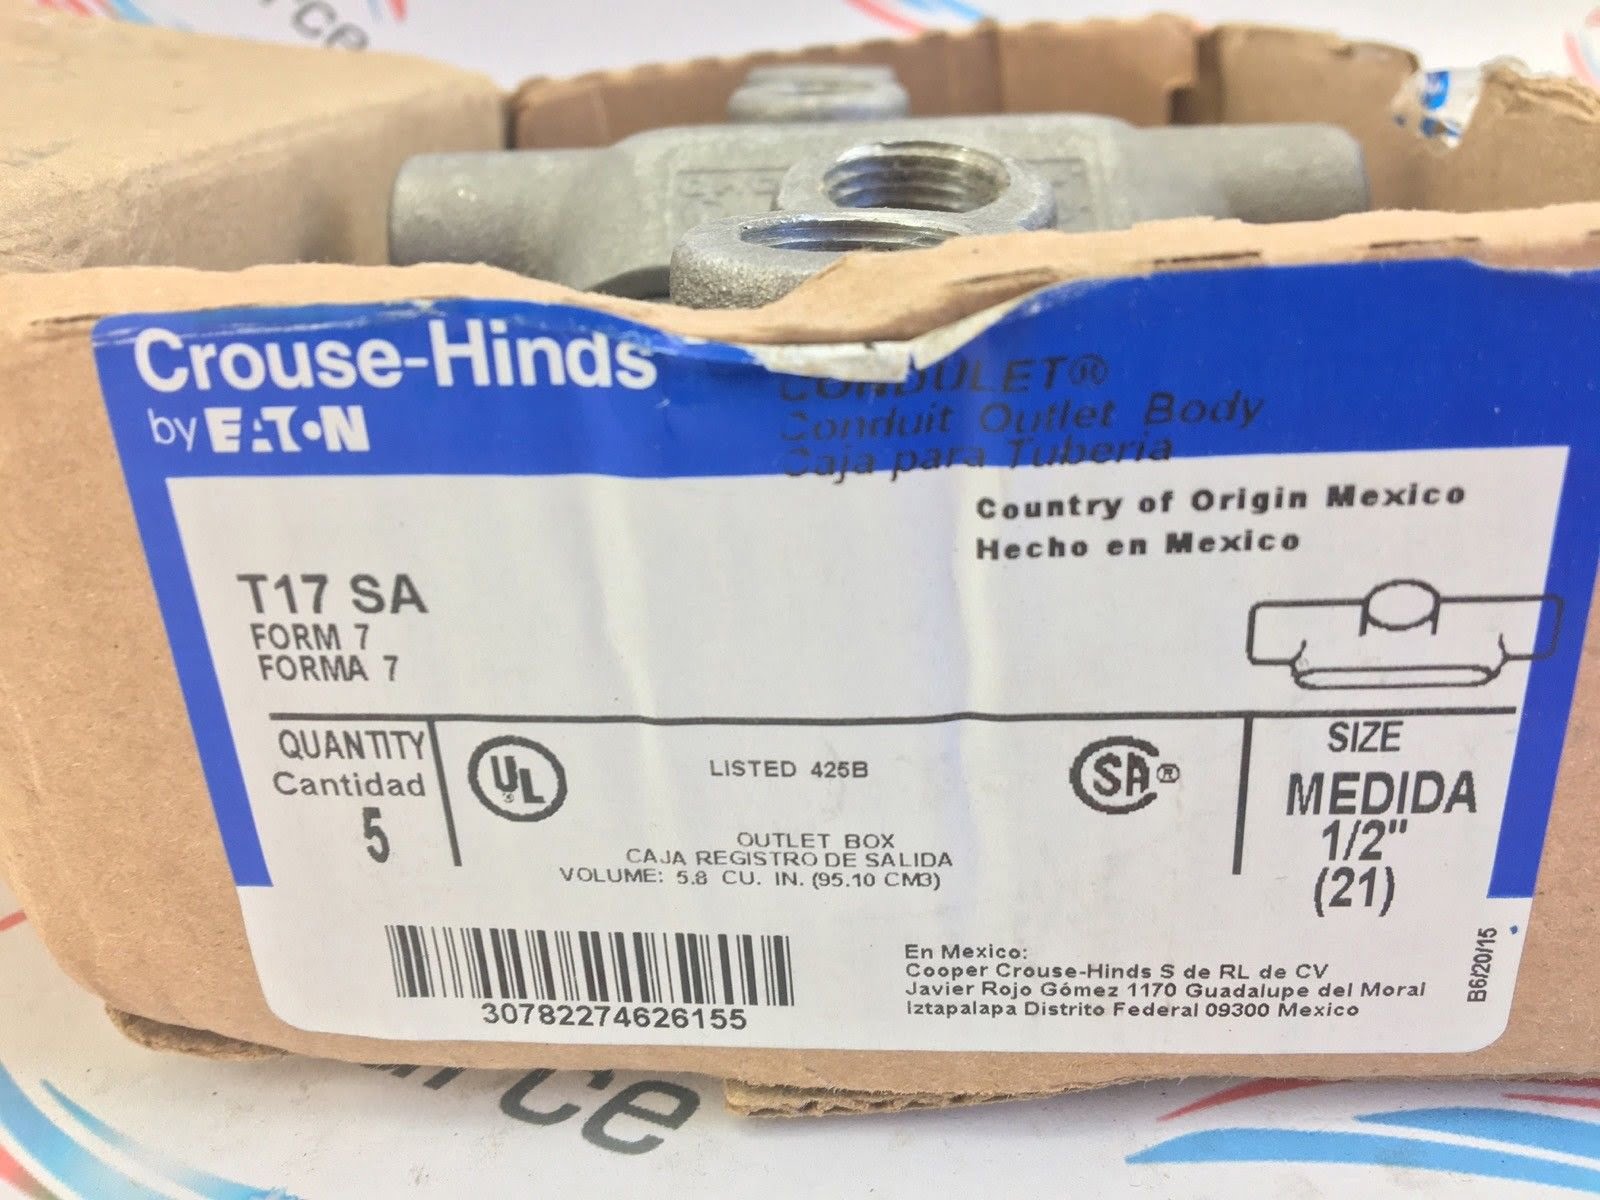 Crouse-Hinds
by EATON
CONDULET®
Conduit Outlet Body
Caja para Tuberia
Country of Origin Mexico
Hecho en Mexico
T17 SA
FORM 7
FORMA 7
QUANTITY
Cantidad
5
UL
®
LISTED 425B
SA®
OUTLET BOX
CAJA REGISTRO DE SALIDA
VOLUME: 5.8 CU. IN. (95.10 CM3)
SIZE
MEDIDA
1/2"
(21)
30782274626155
En Mexico:
Cooper Crouse-Hinds S de RL de CV
Javier Rojo Gómez 1170 Guadalupe del Moral
Iztapalapa Distrito Federal 09300 Mexico
B6/20/15